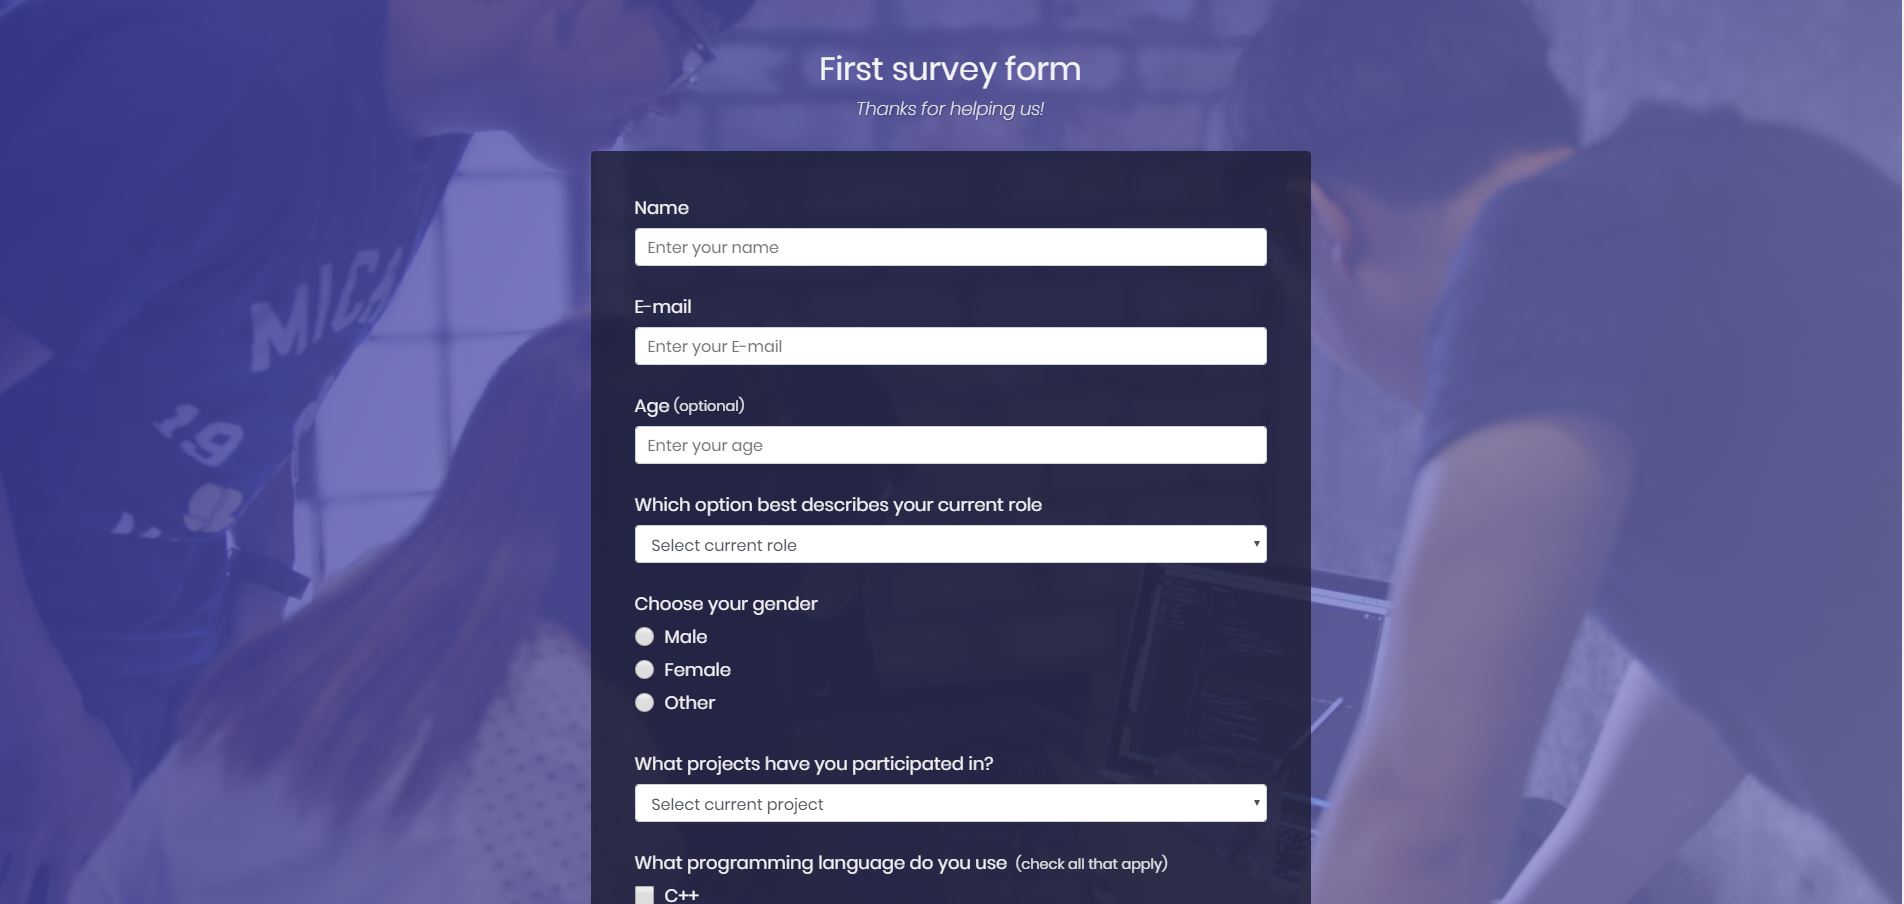 First survey form
Thanks for helping us!
Name
Enter your name
E-mail
Enter your E-mail
Age (optional)
Enter your age
Which option best describes your current role
Select current role
Choose your gender
Male
Female
Other
What projects have you participated in?
Select current project
What programming language do you use (check all that apply)
C++
MICH
19